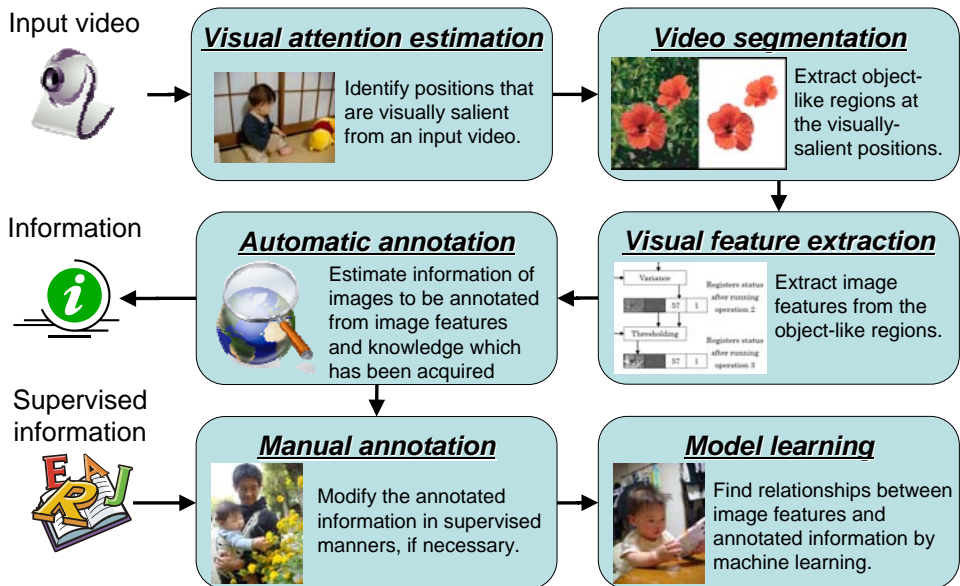 Input video
Visual attention estimation
Identify positions that
are visually salient
from an input video.
Video segmentation
Extract object-
like regions at
the visually-
salient positions.
Information
i
Automatic annotation
Estimate information of
images to be annotated
from image features
and knowledge which
has been acquired
Visual feature extraction
Variance
Registers status
after running
operation 2
57 1
Thresholding
Registers status
after running
operation 3
57 1
Extract image
features from the
object-like regions.
Supervised
information
E A R J
Manual annotation
Modify the annotated
information in supervised
manners, if necessary.
Model learning
Find relationships between
image features and
annotated information by
machine learning.